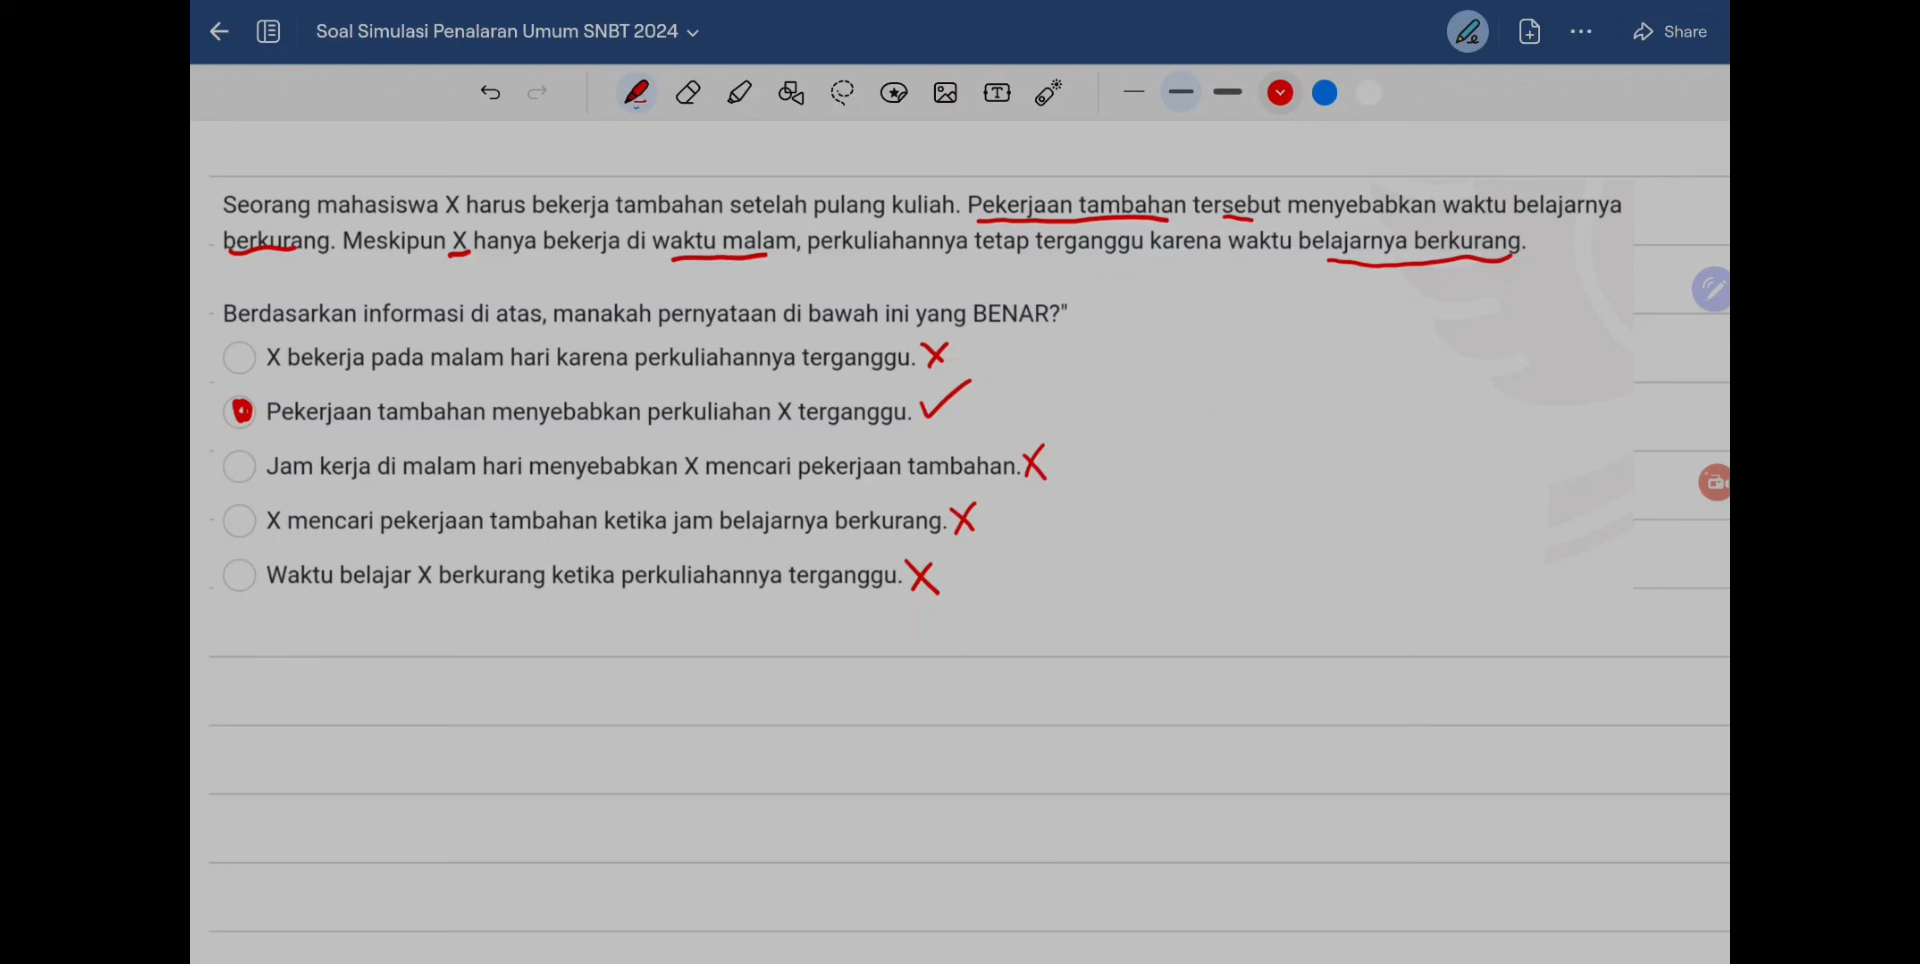 Soal Simulasi Penalaran Umum SNBT 2024
Share
Seorang mahasiswa X harus bekerja tambahan setelah pulang kuliah. Pekerjaan tambahan tersebut menyebabkan waktu belajarnya
berkurang. Meskipun X hanya bekerja di waktu malam, perkuliahannya tetap terganggu karena waktu belajarnya berkurang.
Berdasarkan informasi di atas, manakah pernyataan di bawah ini yang BENAR?"
X bekerja pada malam hari karena perkuliahannya terganggu.
Pekerjaan tambahan menyebabkan perkuliahan X terganggu.
Jam kerja di malam hari menyebabkan X mencari pekerjaan tambahan.
X mencari pekerjaan tambahan ketika jam belajarnya berkurang.
Waktu belajar X berkurang ketika perkuliahannya terganggu.